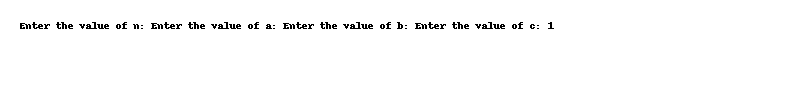 Enter the value of n: Enter the value of a: Enter the value of b: Enter the value of c: 1